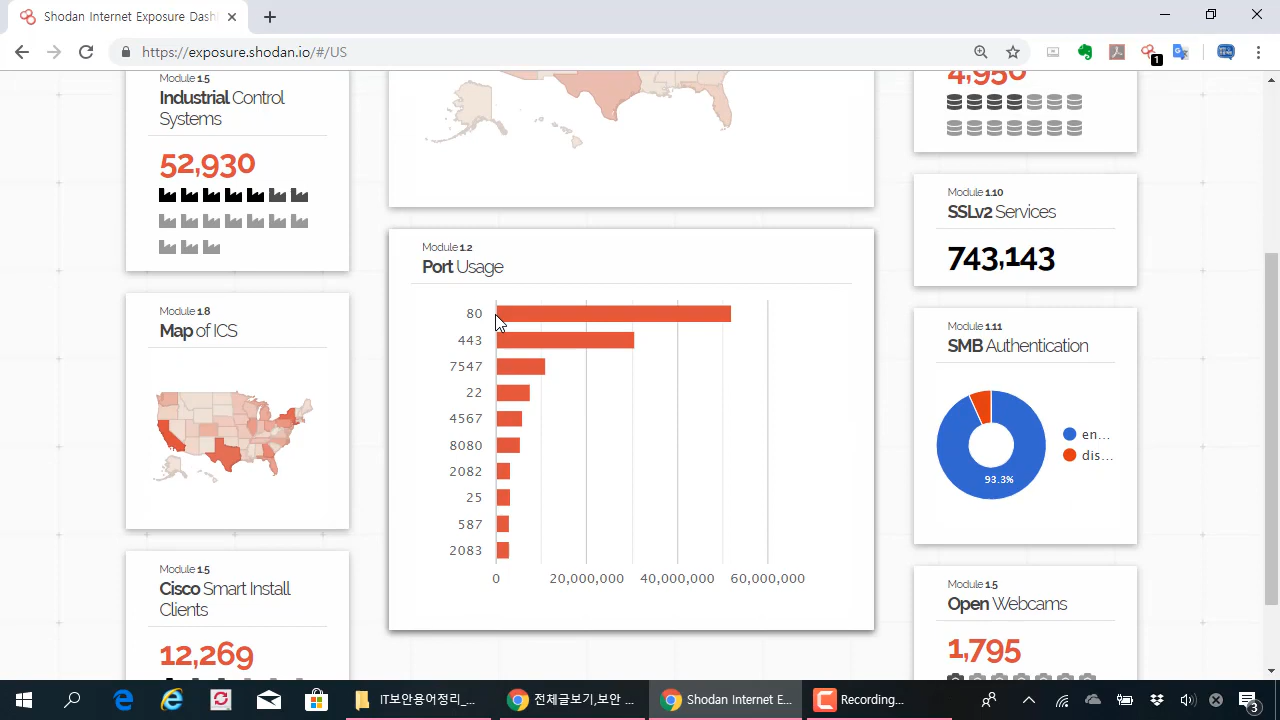 Shodan Internet Exposure Dash
https://exposure.shodan.io/#/US
1
Module 1.5
Industrial Control
Systems
52,930
Module 1.8
Map of ICS
Module 1.5
Cisco Smart Install
Clients
12,269
Module 1.2
Port Usage
80
443
7547
22
4567
8080
2082
25
587
2083
0
20,000,000
40,000,000
60,000,000
4,950
Module 1.10
SSLv2 Services
743,143
Module 1.11
SMB Authentication
en...
dis...
93.3%
Module 1.5
Open Webcams
1,795
IT보안용어정리_...
전체글보기,보안 ...
Shodan Internet E...
Recording...
3